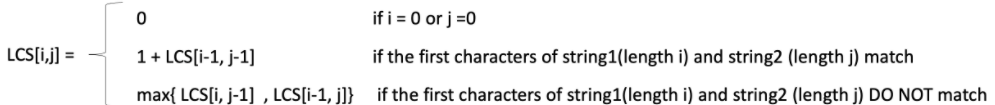 0 if i = 0 or j =0
LCS[i,j] = 1 + LCS[i-1, j-1] if the first characters of string1(length i) and string2 (length j) match
max{ LCS[i, j-1] , LCS[i-1, j]} if the first characters of string1(length i) and string2 (length j) DO NOT match